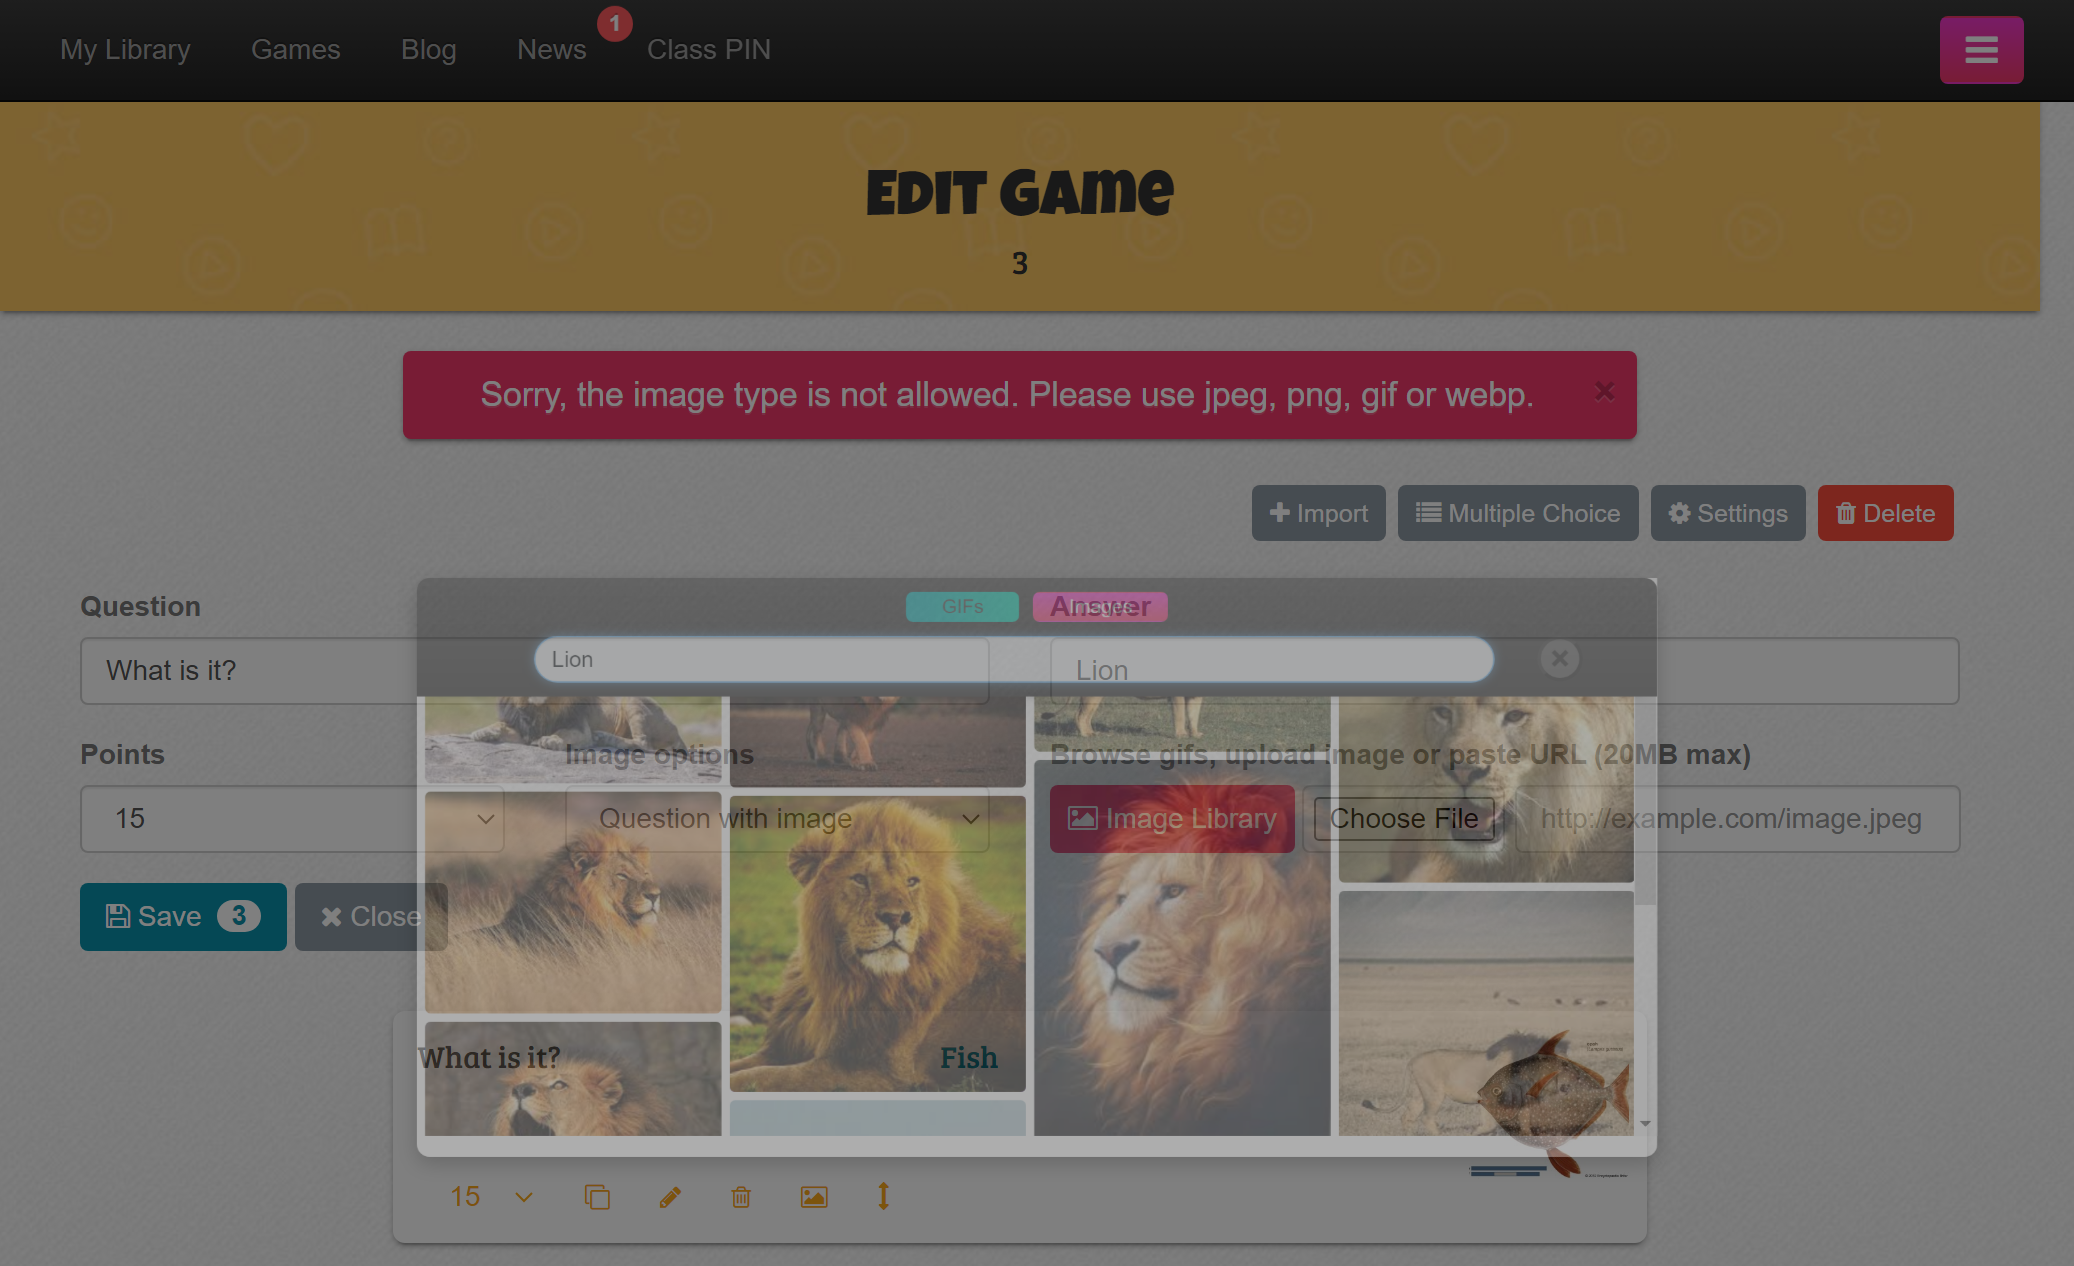 My Library Games Blog News 1 Class PIN
EDIT GAME
3
Sorry, the image type is not allowed. Please use jpeg, png, gif or webp.
Import Multiple Choice Settings Delete
GIFs Images
Question Answer
Lion
What is it? Lion
Points Image options Browse gifs, upload image or paste URL (20MB max)
15 Question with image Image Library Choose File http://example.com/image.jpeg
Save 3 Close
What is it? Fish
15